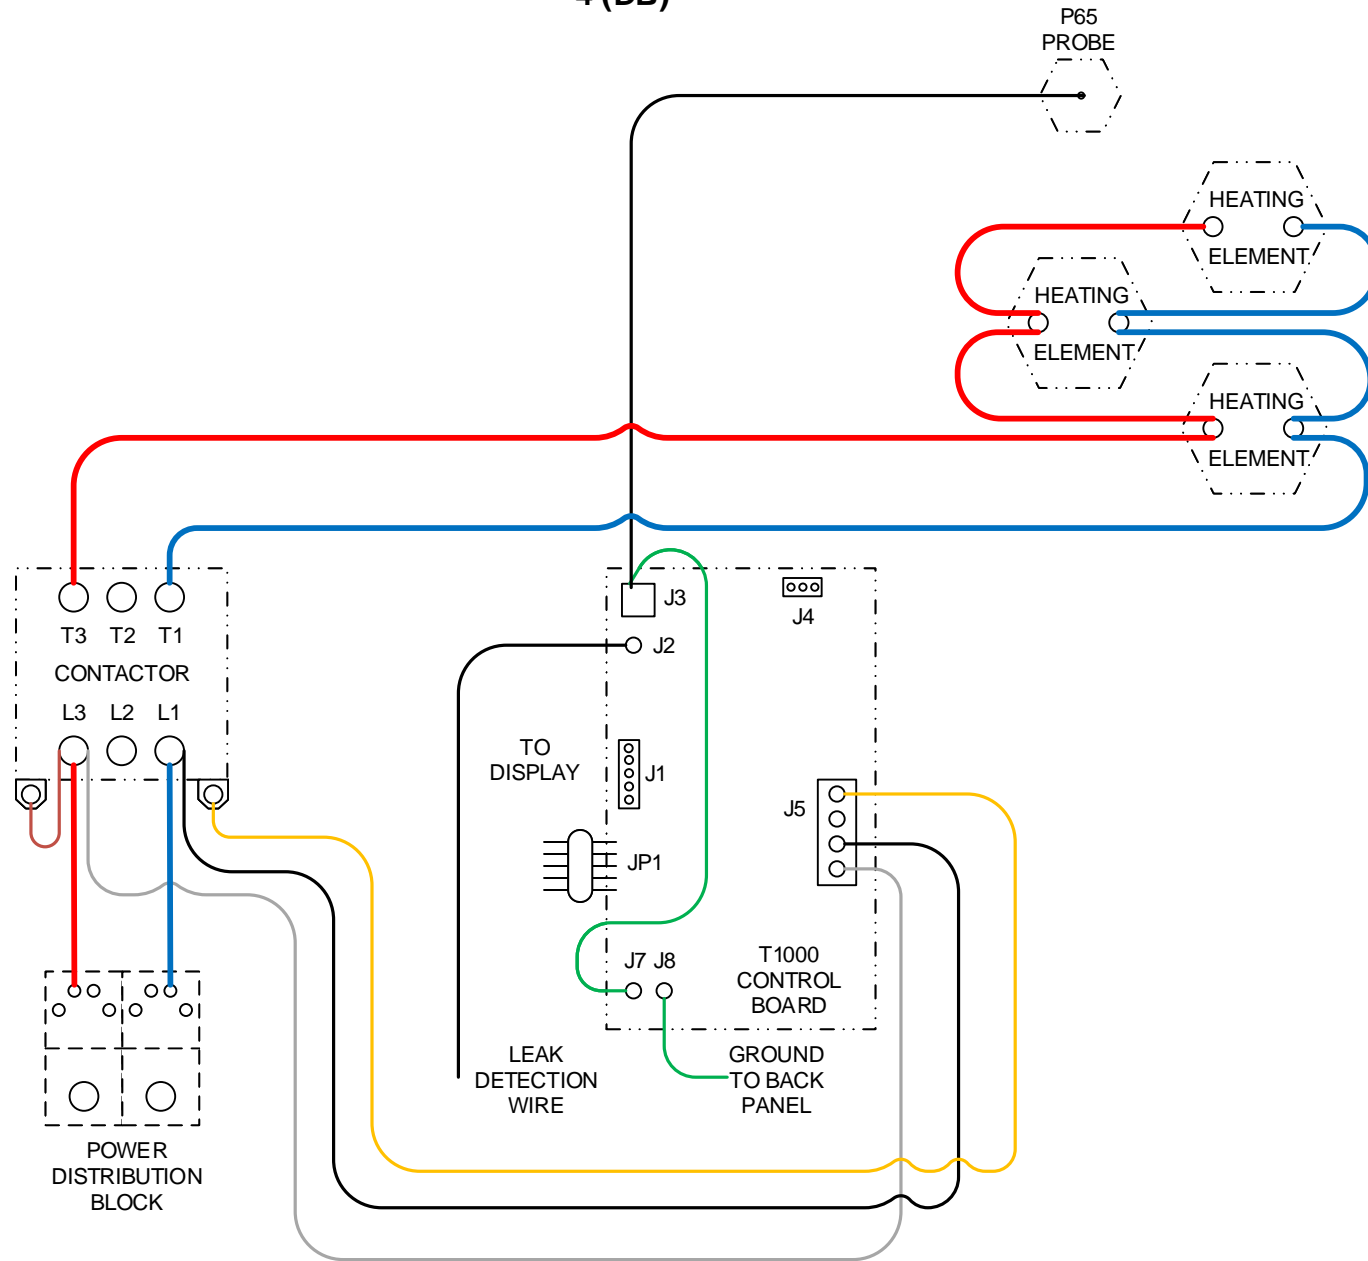 P65
PROBE
HEATING
ELEMENT
HEATING
ELEMENT
HEATING
ELEMENT
T3 T2 T1
CONTACTOR
L3 L2 L1
J3
J4
J2
TO
DISPLAY
J1
J5
JP1
J7 J8
T1000
CONTROL
BOARD
LEAK
DETECTION
WIRE
GROUND
TO BACK
PANEL
POWER
DISTRIBUTION
BLOCK